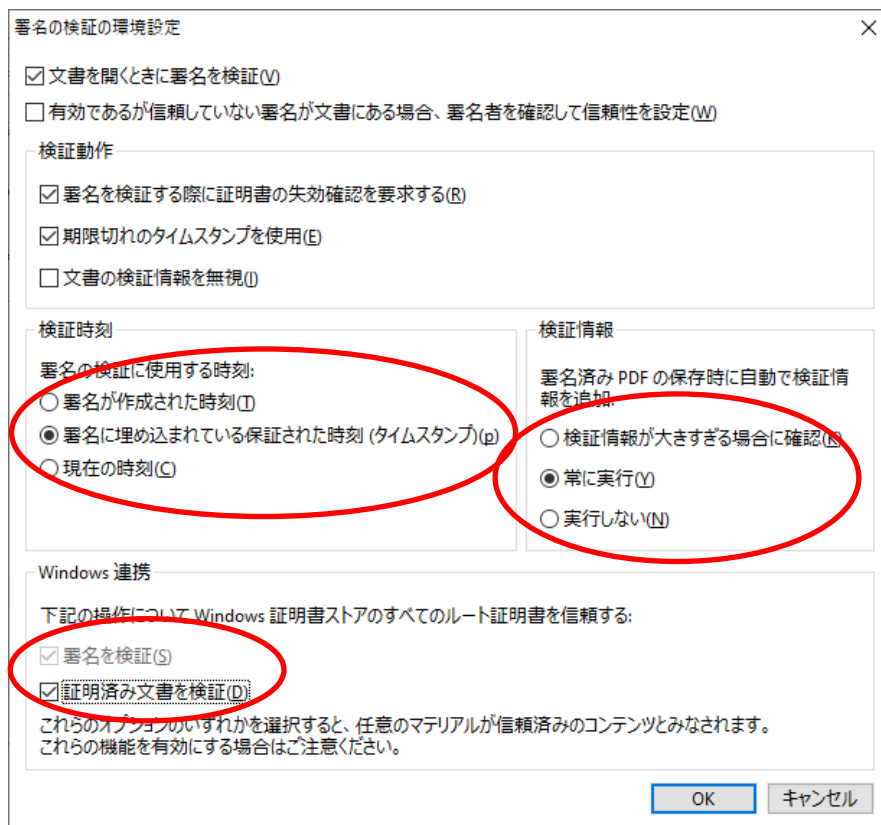 署名の検証の環境設定
文書を開くときに署名を検証(V)
有効であるが信頼していない署名が文書にある場合、署名者を確認して信頼性を設定(W)
検証動作
署名を検証する際に証明書の失効確認を要求する(R)
期限切れのタイムスタンプを使用(E)
文書の検証情報を無視(I)
検証時刻
署名の検証に使用する時刻:
署名が作成された時刻(T)
署名に埋め込まれている保証された時刻 (タイムスタンプ)(p)
現在の時刻(C)
検証情報
署名済み PDF の保存時に自動で検証情
報を追加:
検証情報が大きすぎる場合に確認(K)
常に実行(Y)
実行しない(N)
Windows 連携
下記の操作について Windows 証明書ストアのすべてのルート証明書を信頼する:
署名を検証(S)
証明済み文書を検証(D)
これらのオプションのいずれかを選択すると、任意のマテリアルが信頼済みのコンテンツとみなされます。
これらの機能を有効にする場合はご注意ください。
OK
キャンセル